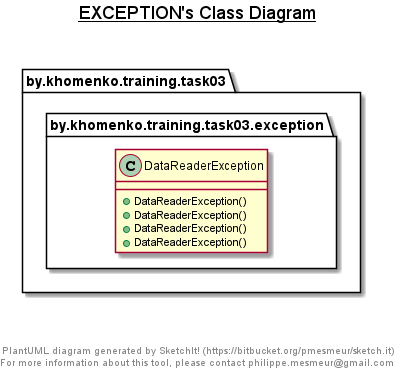 EXCEPTION's Class Diagram
by.khomenko.training.task03
by.khomenko.training.task03.exception
C DataReaderException
DataReaderException()
DataReaderException()
DataReaderException()
DataReaderException()
PlantUML diagram generated by SketchIt! (https://bitbucket.org/pmesmeur/sketch.it)
For more information about this tool, please contact philippe.mesmeur@gmail.com